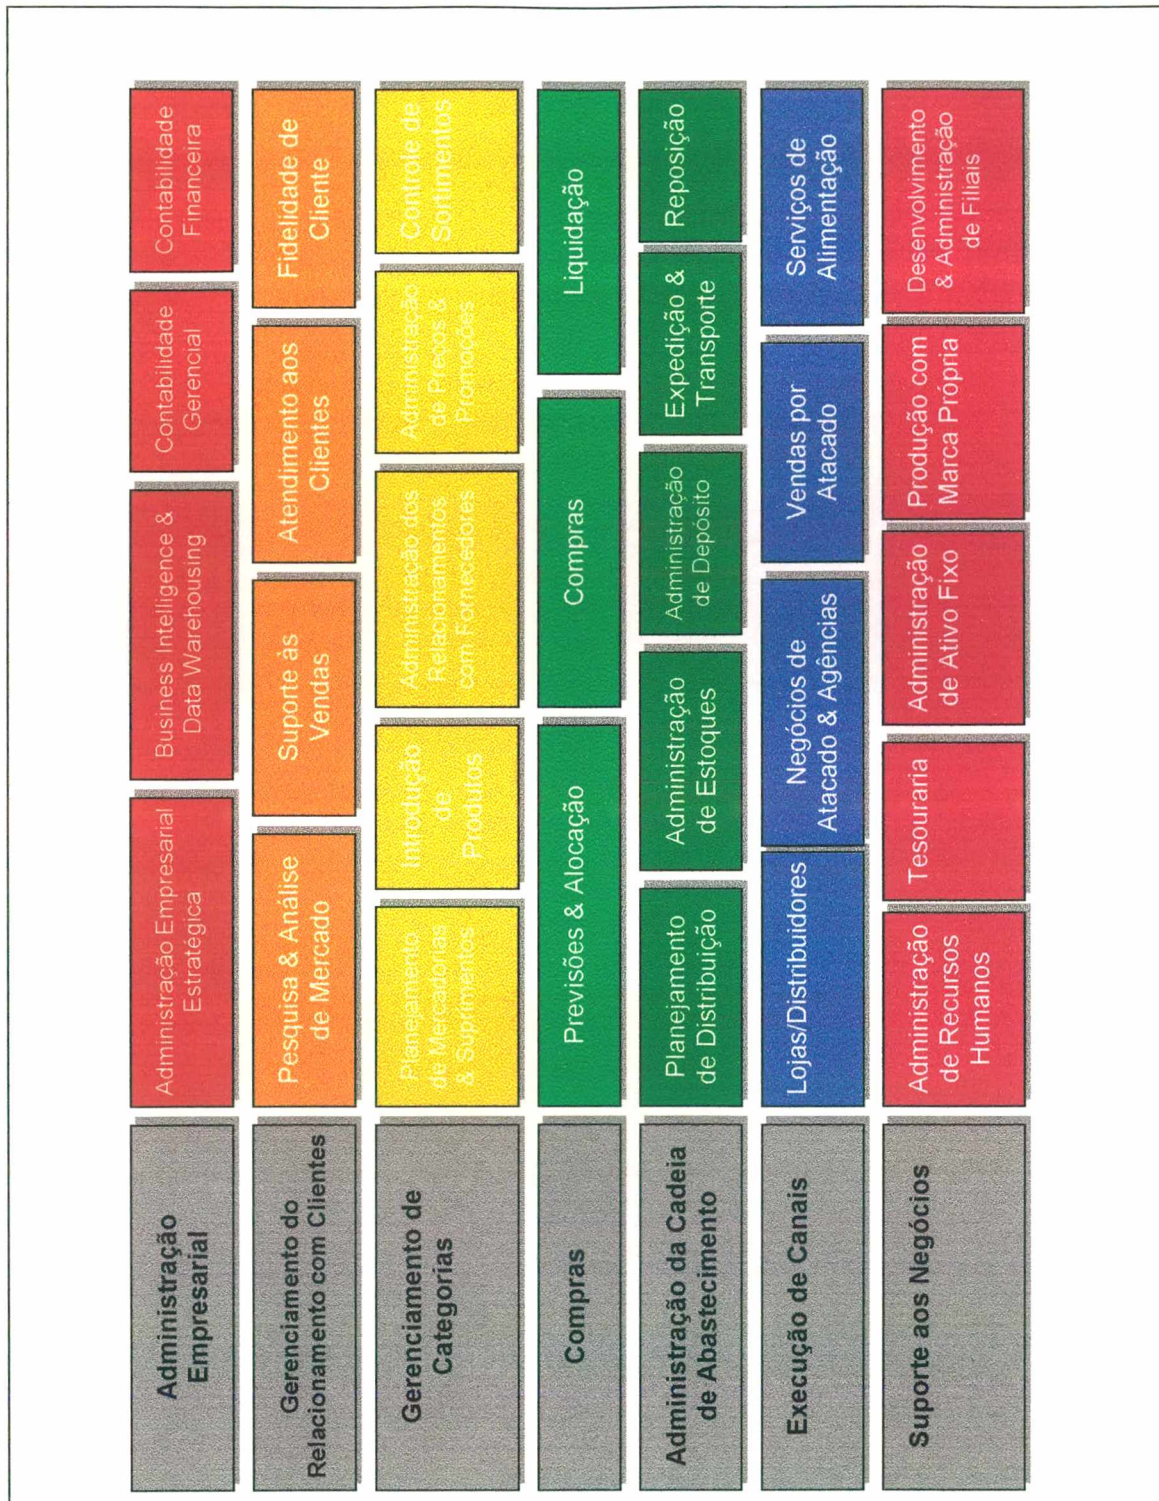 Administração
Empresarial
Administração Empresarial
Estratégica
Business Intelligence &
Data Warehousing
Contabilidade
Gerencial
Contabilidade
Financeira
Gerenciamento do
Relacionamento com Clientes
Pesquisa & Análise
de Mercado
Suporte às
Vendas
Atendimento aos
Clientes
Fidelidade de
Cliente
Gerenciamento de
Categorias
Planejamento
de Mercadorias
& Suprimentos
Introdução
de
Produtos
Administração dos
Relacionamentos
com Fornecedores
Administração
de Preços &
Promoções
Controle de
Sortimentos
Compras
Previsões & Alocação
Compras
Liquidação
Administração da Cadeia
de Abastecimento
Planejamento
de Distribuição
Administração
de Estoques
Administração
de Depósito
Expedição &
Transporte
Reposição
Execução de Canais
Lojas/Distribuidores
Negócios de
Atacado & Agências
Vendas por
Atacado
Serviços de
Alimentação
Suporte aos Negócios
Administração
de Recursos
Humanos
Tesouraria
Administração
de Ativo Fixo
Produção com
Marca Própria
Desenvolvimento
& Administração
de Filiais